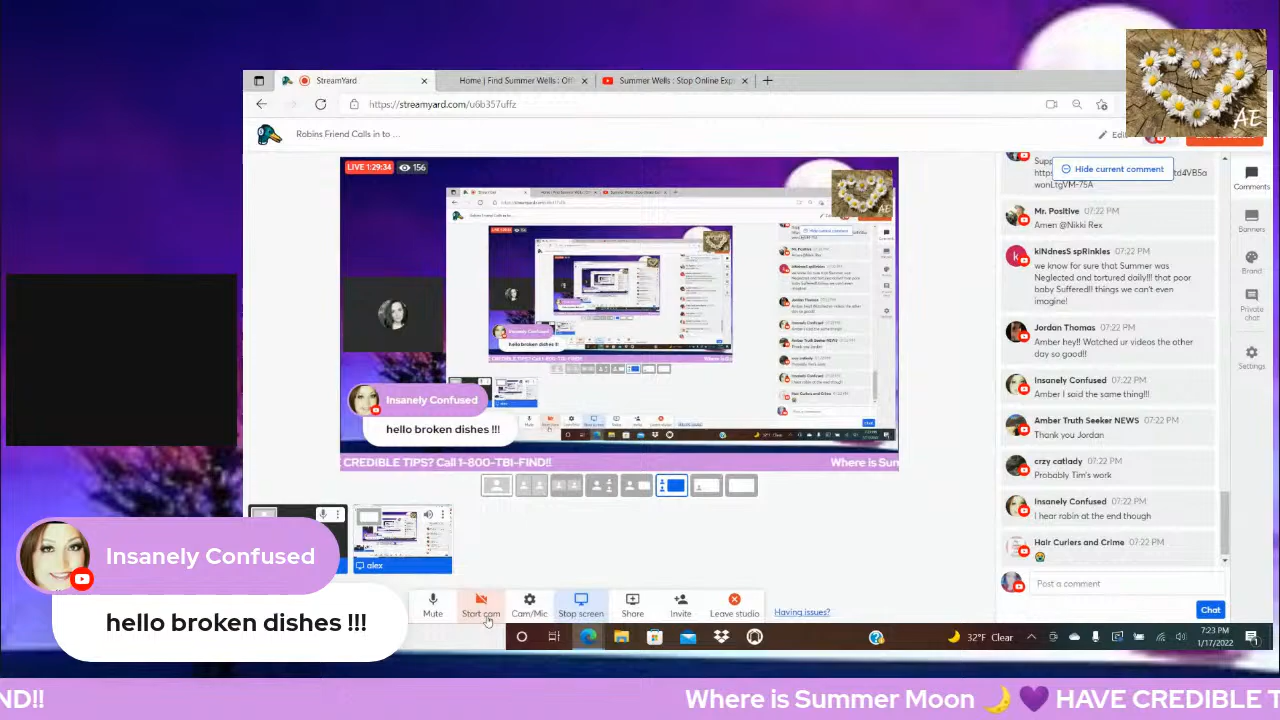 StreamYard
Home | Find Summer Wells : Off
Summer Wells : Stop Online Exp
https://streamyard.com/u6b357uffz
Robins Friend Calls in to ...
Edit
AE
LIVE 1:29:34
156
Hide current comment
Comments
Banners
Brand
Private chat
Settings
Mr. Positive 07:22 PM
Amen @Nikki Rex
kiNdnesS spRinkles 07:22 PM
we lmow for sure that Summer was
Neglected and torture Daiily!!! that poor
baby Suffered!! things we can't even
imagine!
Jordan Thomas 07:22 PM
Watched ur videos the other
day so good!!
Insanely Confused 07:22 PM
Amber I said the same thing!!!
Amber Truth Seeker NEWS 07:22 PM
Thank you Jordan
crzy catlady 07:22 PM
Probably Tim's work
Insanely Confused 07:22 PM
I hear robin at the end though
Hair Curlers and Crime 07:22 PM
Post a comment
Chat
Insanely Confused
hello broken dishes !!!
CREDIBLE TIPS? Call 1-800-TBI-FIND!!
Where is Sum
alex
Mute
Start cam
Cam/Mic
Stop screen
Share
Invite
Leave studio
Having issues?
32°F Clear
7:23 PM
1/17/2022
Insanely Confused
hello broken dishes !!!
ND!!
Where is Summer Moon 🌙💜 HAVE CREDIBLE T